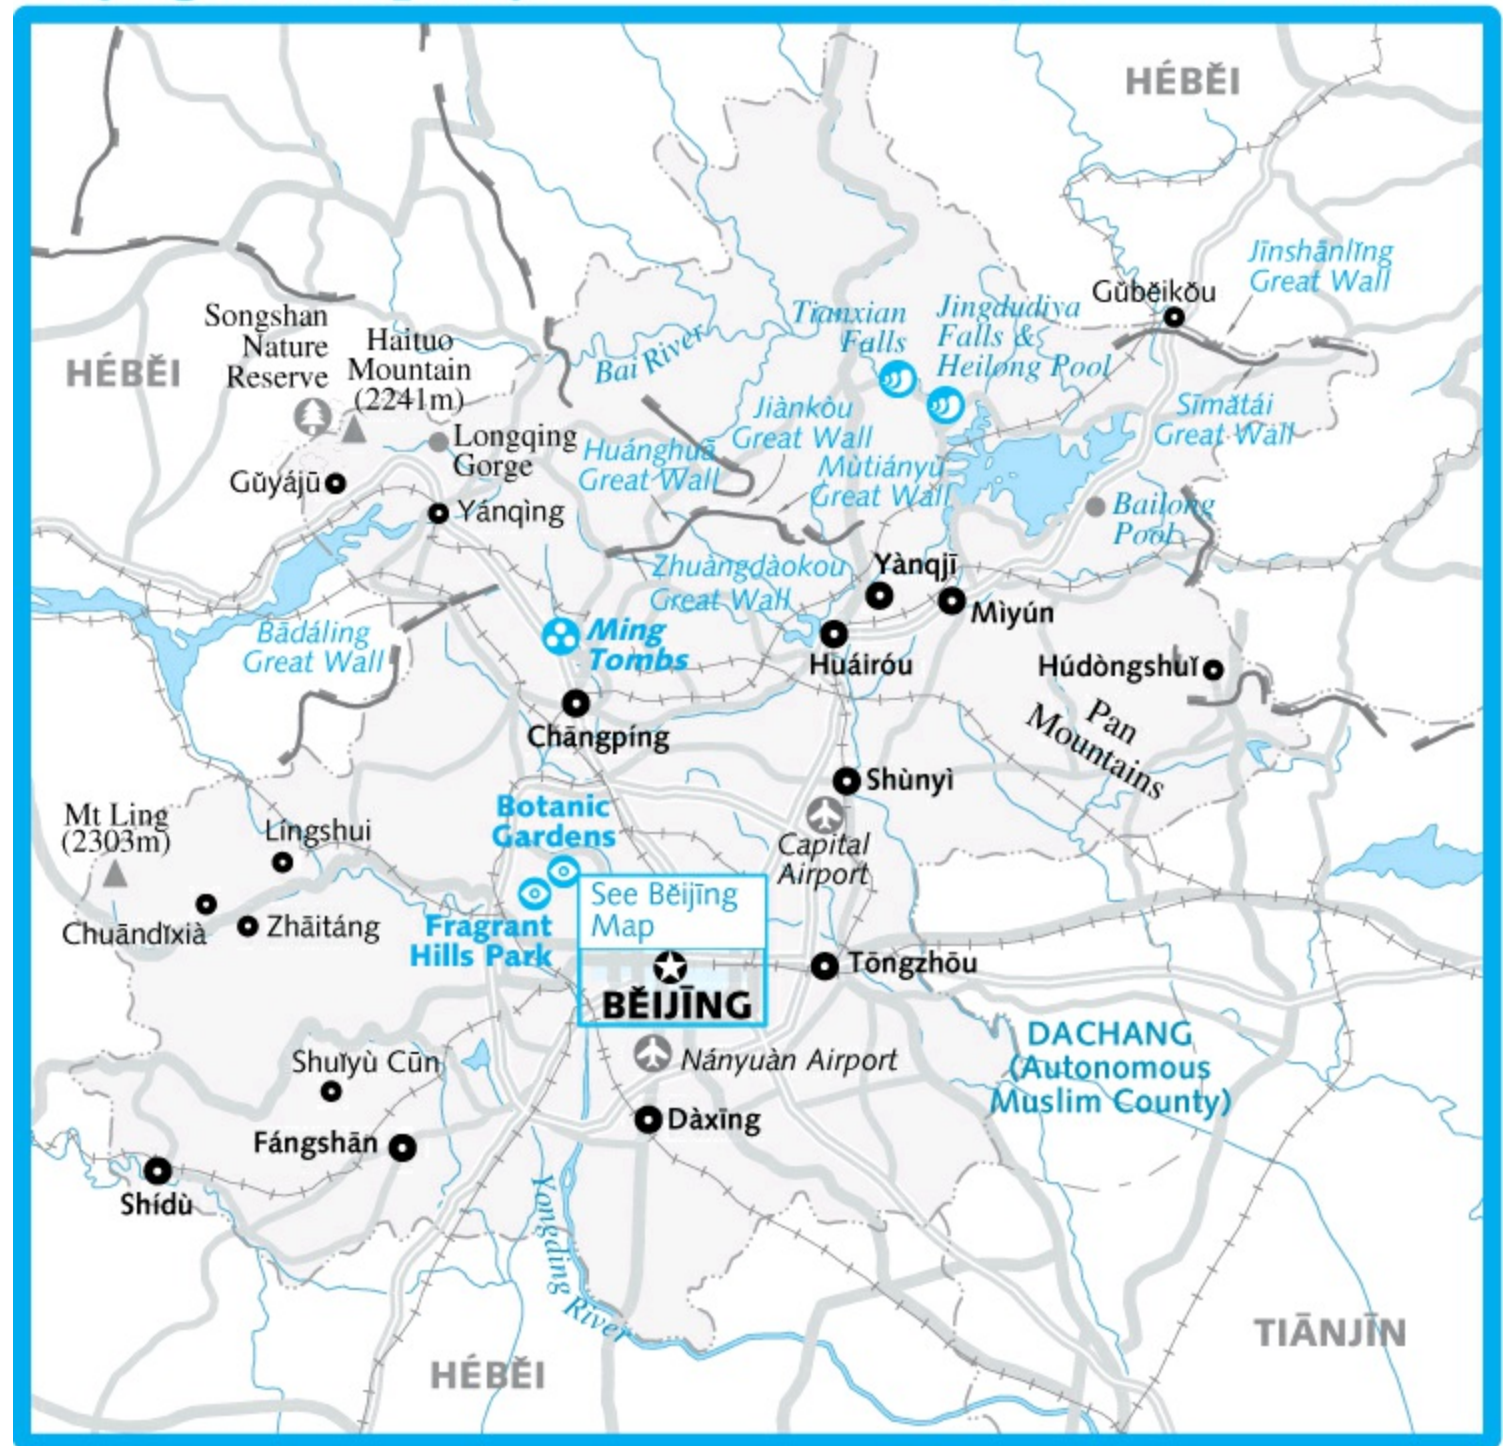 HÉBĚI
Jīnshānlǐng
Great Wall
Gǔběikǒu
Songshan
Nature
Reserve
Haituo
Mountain
(2241m)
Tianxian
Falls
Jingdudiya
Falls &
Heilong Pool
HÉBĚI
Bai River
Jiànkòu
Great Wall
Sīmǎtái
Great Wall
Longqing
Gorge
Huánghuā
Great Wall
Mùtiányù
Great Wall
Gǔyájū
Yánqìng
Bailong
Pool
Zhuàngdàokou
Great Wall
Yànqjī
Mìyún
Bādáling
Great Wall
Ming
Tombs
Huáiróu
Húdòngshuǐ
Pan
Mountains
Chāngpíng
Shùnyì
Mt Ling
(2303m)
Língshui
Botanic
Gardens
Capital
Airport
See Běijīng
Map
Chuāndǐxià
Zhāitáng
Fragrant
Hills Park
Tōngzhōu
BĚIJĪNG
DACHANG
(Autonomous
Muslim County)
Shuǐyù Cūn
Nányuàn Airport
Fángshān
Dàxīng
Shídù
Yongding River
TIĀNJĪN
HÉBĚI